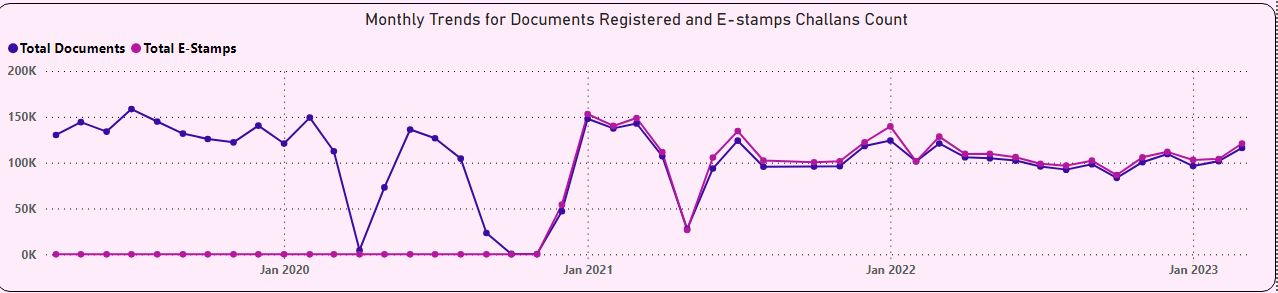 Monthly Trends for Documents Registered and E-stamps Challans Count
Total Documents Total E-Stamps
200K
150K
100K
50K
0K
Jan 2020 Jan 2021 Jan 2022 Jan 2023